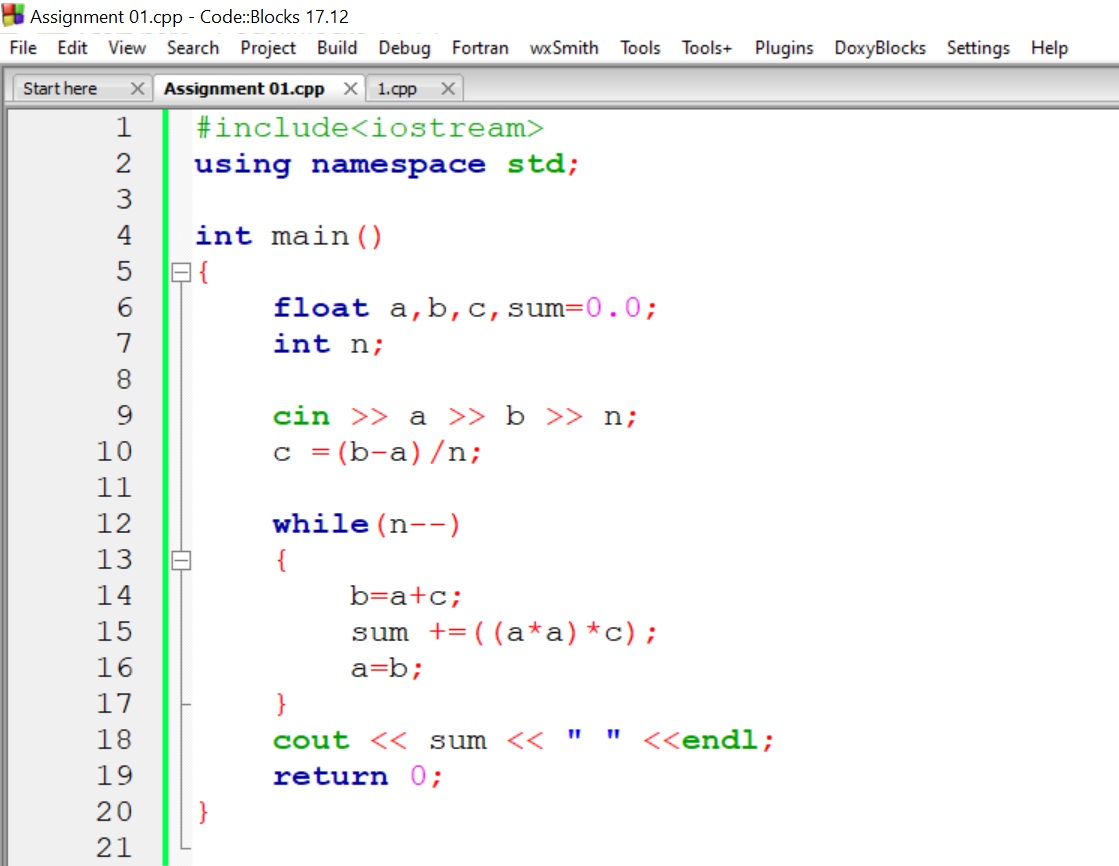 Assignment 01.cpp - Code::Blocks 17.12
File Edit View Search Project Build Debug Fortran wxSmith Tools Tools+ Plugins DoxyBlocks Settings Help
Start here Assignment 01.cpp 1.cpp
1 #include<iostream>
2 using namespace std;
3
4 int main()
5 {
6 float a,b,c,sum=0.0;
7 int n;
8
9 cin >> a >> b >> n;
10 c =(b-a)/n;
11
12 while(n--)
13 {
14 b=a+c;
15 sum +=((a*a)*c);
16 a=b;
17 }
18 cout << sum << " " <<endl;
19 return 0;
20 }
21